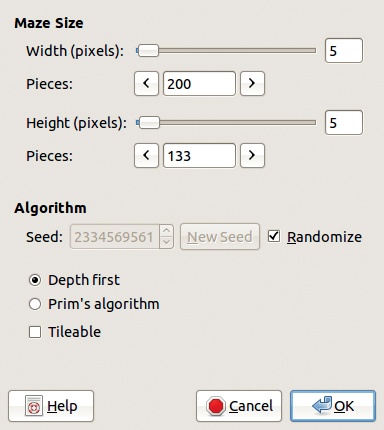 Maze Size
Width (pixels): 5
Pieces: < 200 >
Height (pixels): 5
Pieces: < 133 >
Algorithm
Seed: 2334569561 New Seed Randomize
Depth first
Prim's algorithm
Tileable
Help Cancel OK